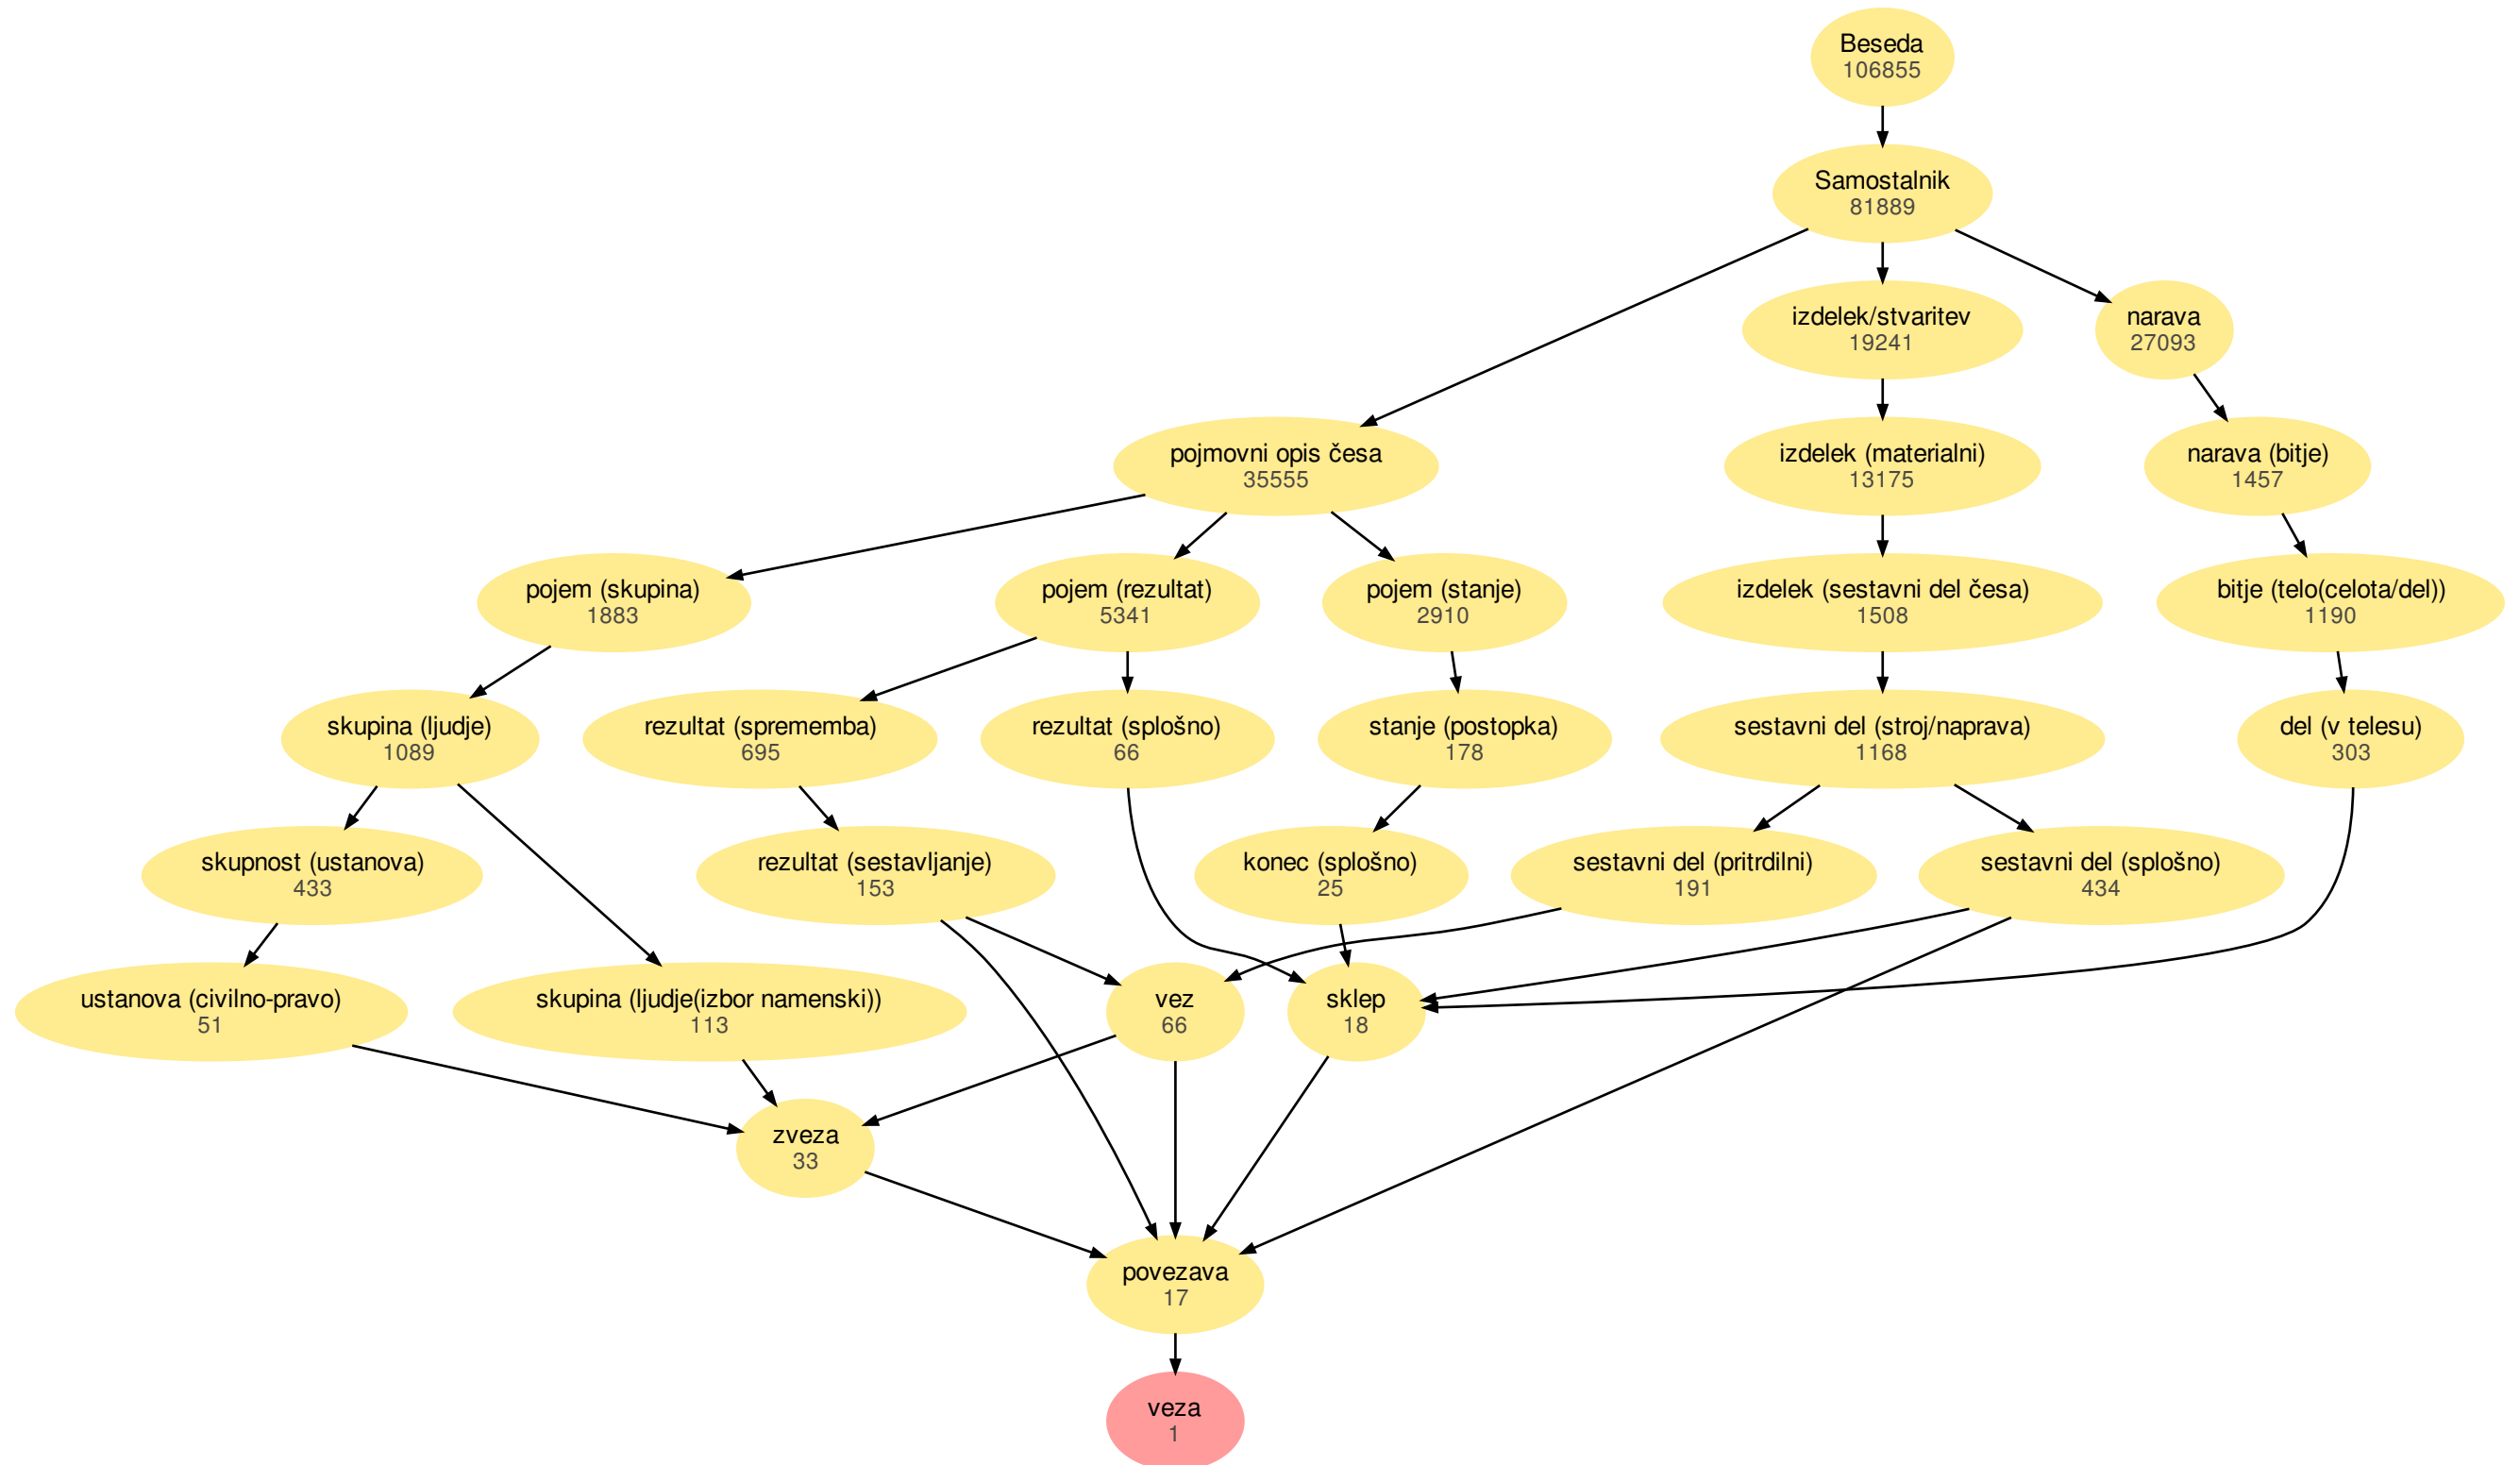 Beseda
106855
Samostalnik
81889
izdelek/stvaritev
19241
narava
27093
pojmovni opis česa
35555
izdelek (materialni)
13175
narava (bitje)
1457
pojem (skupina)
1883
pojem (rezultat)
5341
pojem (stanje)
2910
izdelek (sestavni del česa)
1508
bitje (telo(celota/del))
1190
skupina (ljudje)
1089
rezultat (sprememba)
695
rezultat (splošno)
66
stanje (postopka)
178
sestavni del (stroj/naprava)
1168
del (v telesu)
303
skupnost (ustanova)
433
rezultat (sestavljanje)
153
konec (splošno)
25
sestavni del (pritrdilni)
191
sestavni del (splošno)
434
ustanova (civilno-pravo)
51
skupina (ljudje(izbor namenski))
113
vez
66
sklep
18
zveza
33
povezava
17
veza
1